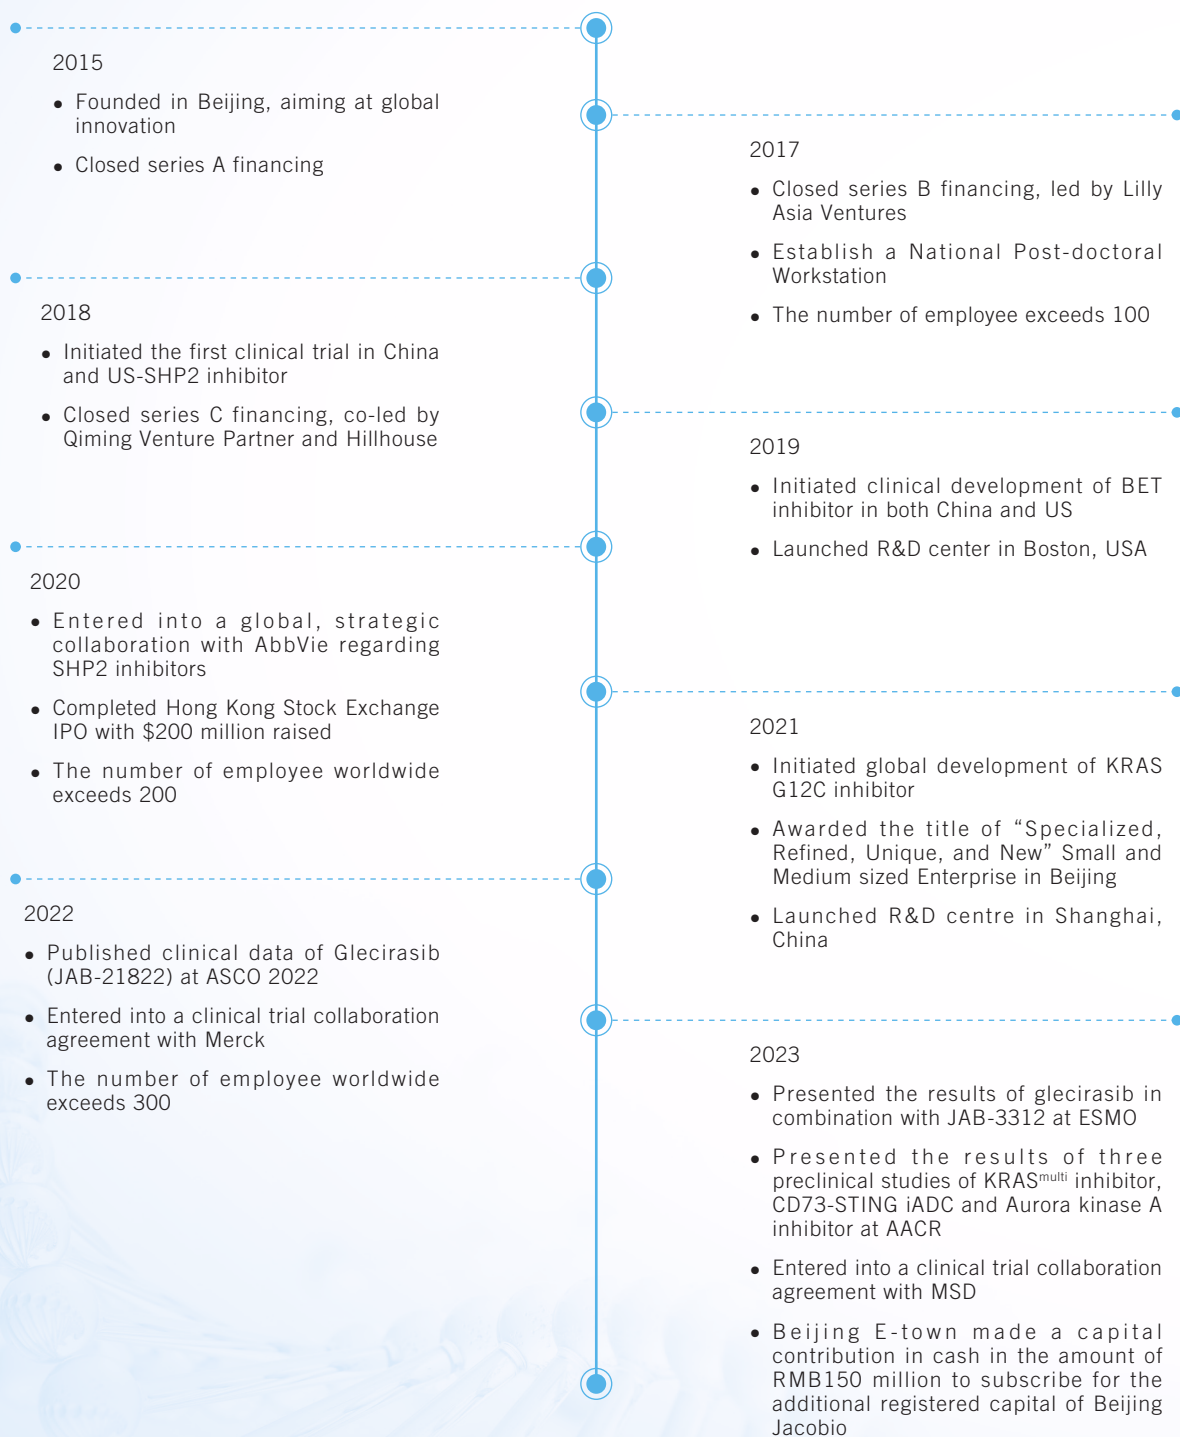 2015
• Founded in Beijing, aiming at global
innovation
• Closed series A financing
2017
• Closed series B financing, led by Lilly
Asia Ventures
• Establish a National Post-doctoral
Workstation
• The number of employee exceeds 100
2018
• Initiated the first clinical trial in China
and US-SHP2 inhibitor
• Closed series C financing, co-led by
Qiming Venture Partner and Hillhouse
2019
• Initiated clinical development of BET
inhibitor in both China and US
• Launched R&D center in Boston, USA
2020
• Entered into a global, strategic
collaboration with AbbVie regarding
SHP2 inhibitors
• Completed Hong Kong Stock Exchange
IPO with $200 million raised
• The number of employee worldwide
exceeds 200
2021
• Initiated global development of KRAS
G12C inhibitor
• Awarded the title of “Specialized,
Refined, Unique, and New” Small and
Medium sized Enterprise in Beijing
• Launched R&D centre in Shanghai,
China
2022
• Published clinical data of Glecirasib
(JAB-21822) at ASCO 2022
• Entered into a clinical trial collaboration
agreement with Merck
• The number of employee worldwide
exceeds 300
2023
• Presented the results of glecirasib in
combination with JAB-3312 at ESMO
• Presented the results of three
preclinical studies of KRASmulti inhibitor,
CD73-STING iADC and Aurora kinase A
inhibitor at AACR
• Entered into a clinical trial collaboration
agreement with MSD
• Beijing E-town made a capital
contribution in cash in the amount of
RMB150 million to subscribe for the
additional registered capital of Beijing
Jacobio